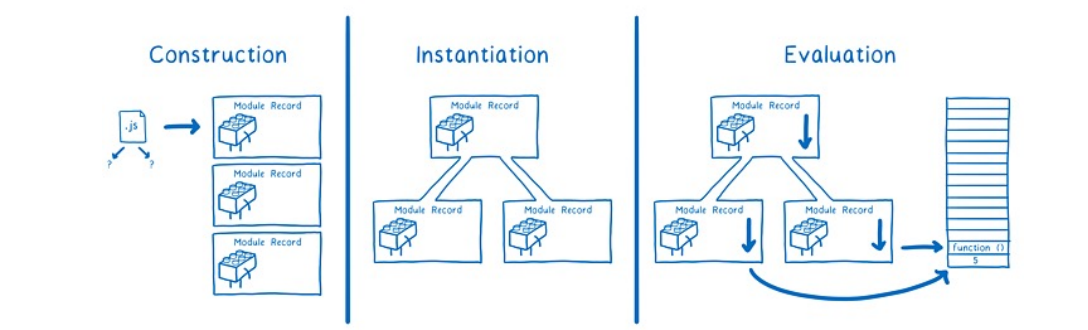 Construction
.js
?
?
Module Record
Module Record
Module Record
Instantiation
Module Record
Module Record
Module Record
Evaluation
Module Record
Module Record
Module Record
function ()
5